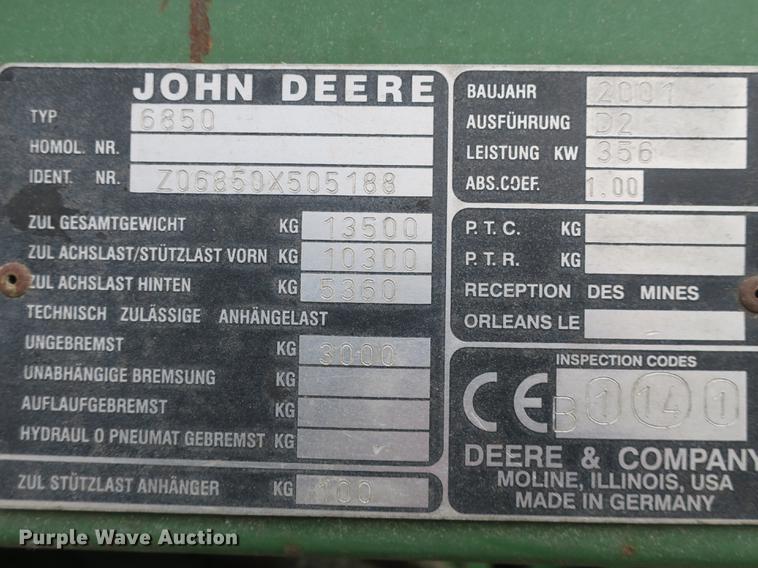 JOHN DEERE
TYP 6850
HOMOL. NR.
IDENT. NR. Z06850X505188
ZUL GESAMTGEWICHT KG 13500
ZUL ACHSLAST/STÜTZLAST VORN KG 10300
ZUL ACHSLAST HINTEN KG 5360
TECHNISCH ZULÄSSIGE ANHÄNGELAST
UNGEBREMST KG 3000
UNABHÄNGIGE BREMSUNG KG
AUFLAUFGEBREMST KG
HYDRAUL O PNEUMAT GEBREMST KG
ZUL STÜTZLAST ANHÄNGER KG 100
BAUJAHR 2001
AUSFÜHRUNG D2
LEISTUNG KW 356
ABS.COEF. 1.00
P.T.C. KG
P.T.R. KG
RECEPTION DES MINES
ORLEANS LE
INSPECTION CODES
CE B 1 14 1
DEERE & COMPANY
MOLINE, ILLINOIS, USA
MADE IN GERMANY
Purple Wave Auction